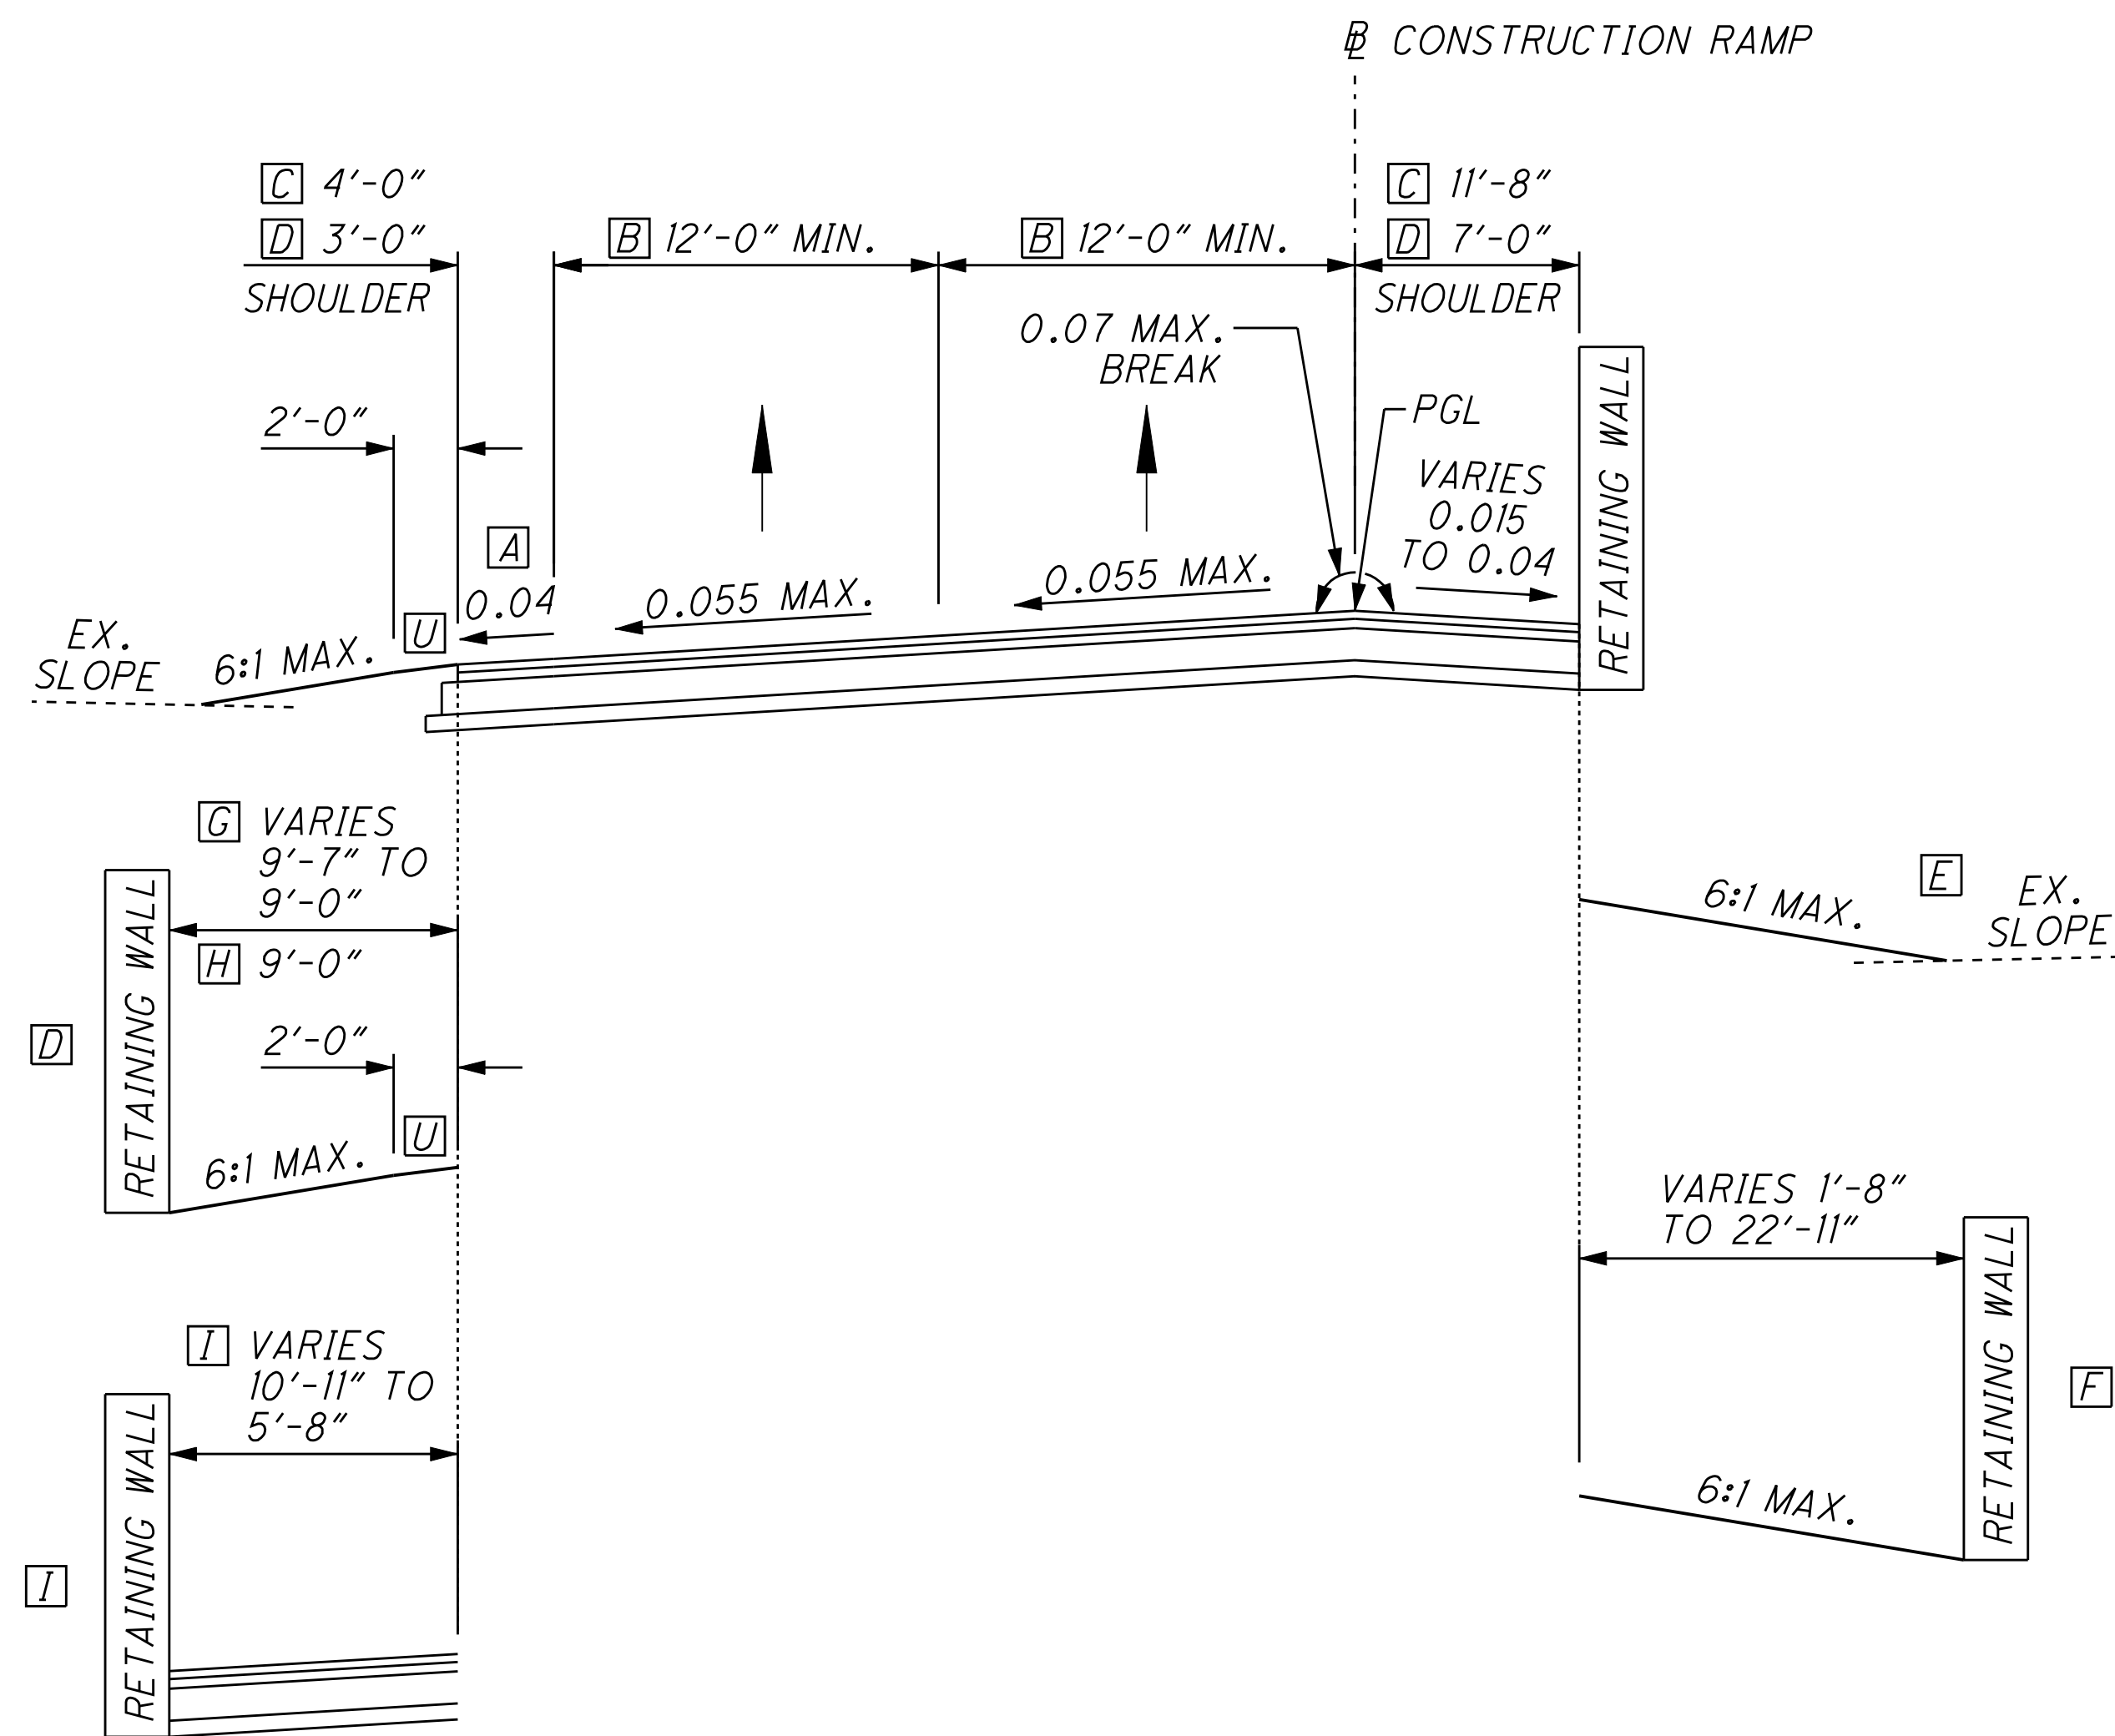 ℄ CONSTRUCTION RAMP
C 4'-0"
D 3'-0"
SHOULDER
B 12'-0" MIN.
B 12'-0" MIN.
C 11'-8"
D 7'-0"
SHOULDER
0.07 MAX.
BREAK
PGL
VARIES
0.015
TO 0.04
RETAINING WALL
2'-0"
A
0.04
0.055 MAX.
0.055 MAX.
U
EX.
SLOPE
6:1 MAX.
G VARIES
9'-7" TO
9'-0"
H 9'-0"
RETAINING WALL
D
2'-0"
U
6:1 MAX.
E
6:1 MAX.
EX.
SLOPE
VARIES 1'-8"
TO 22'-11"
RETAINING WALL
F
6:1 MAX.
I VARIES
10'-11" TO
5'-8"
RETAINING WALL
I